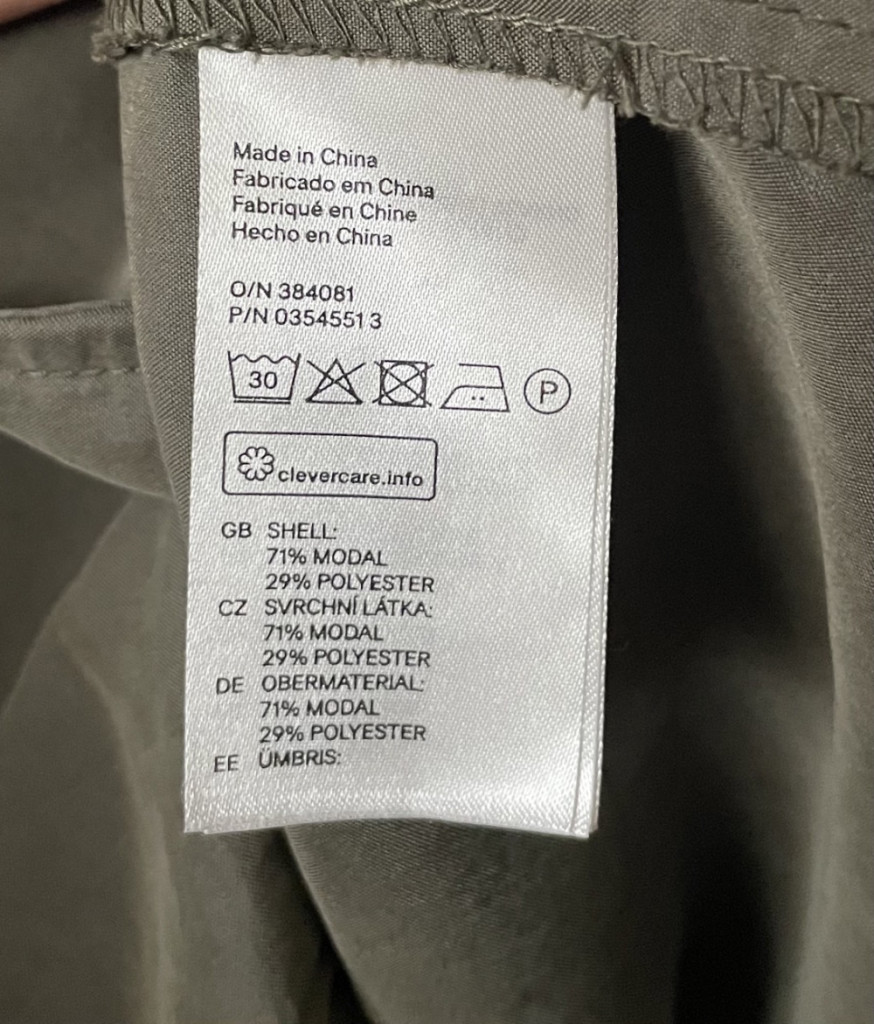 Made in China
Fabricado em China
Fabriqué en Chine
Hecho en China
O/N 384081
P/N 03545513
30 P
clevercare.info
GB SHELL:
71% MODAL
29% POLYESTER
CZ SVRCHNÍ LÁTKA:
71% MODAL
29% POLYESTER
DE OBERMATERIAL:
71% MODAL
29% POLYESTER
EE ÜMBRIS: